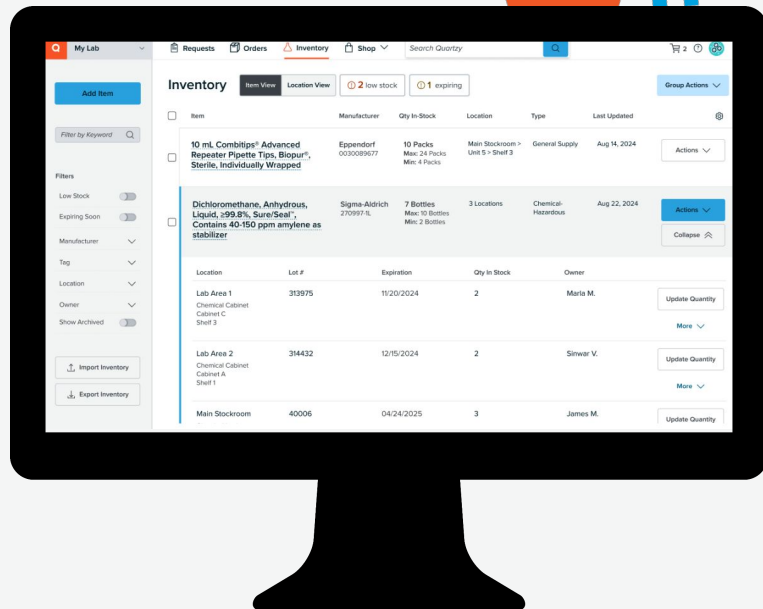 My Lab
Requests
Orders
Inventory
Shop
Search Quartzy
2
Add Item
Filter by Keyword
Filters
Low Stock
Expiring Soon
Manufacturer
Tag
Location
Owner
Show Archived
Import Inventory
Export Inventory
Inventory
Item View
Location View
2 low stock
1 expiring
Group Actions
Item Manufacturer Qty In-Stock Location Type Last Updated
10 mL Combitips® Advanced
Repeater Pipette Tips, Biopur®,
Sterile, Individually Wrapped
Eppendorf
0030089677
10 Packs
Max: 24 Packs
Min: 4 Packs
Main Stockroom >
Unit 5 > Shelf 3
General Supply
Aug 14, 2024
Actions
Dichloromethane, Anhydrous,
Liquid, ≥99.8%, Sure/Seal™,
Contains 40-150 ppm amylene as
stabilizer
Sigma-Aldrich
270997-1L
7 Bottles
Max: 10 Bottles
Min: 2 Bottles
3 Locations
Chemical-
Hazardous
Aug 22, 2024
Actions
Collapse
Location Lot # Expiration Qty In Stock Owner
Lab Area 1
Chemical Cabinet
Cabinet C
Shelf 3
313975
11/20/2024
2
Marla M.
Update Quantity
More
Lab Area 2
Chemical Cabinet
Cabinet A
Shelf 1
314432
12/15/2024
2
Sinwar V.
Update Quantity
More
Main Stockroom
40006
04/24/2025
3
James M.
Update Quantity